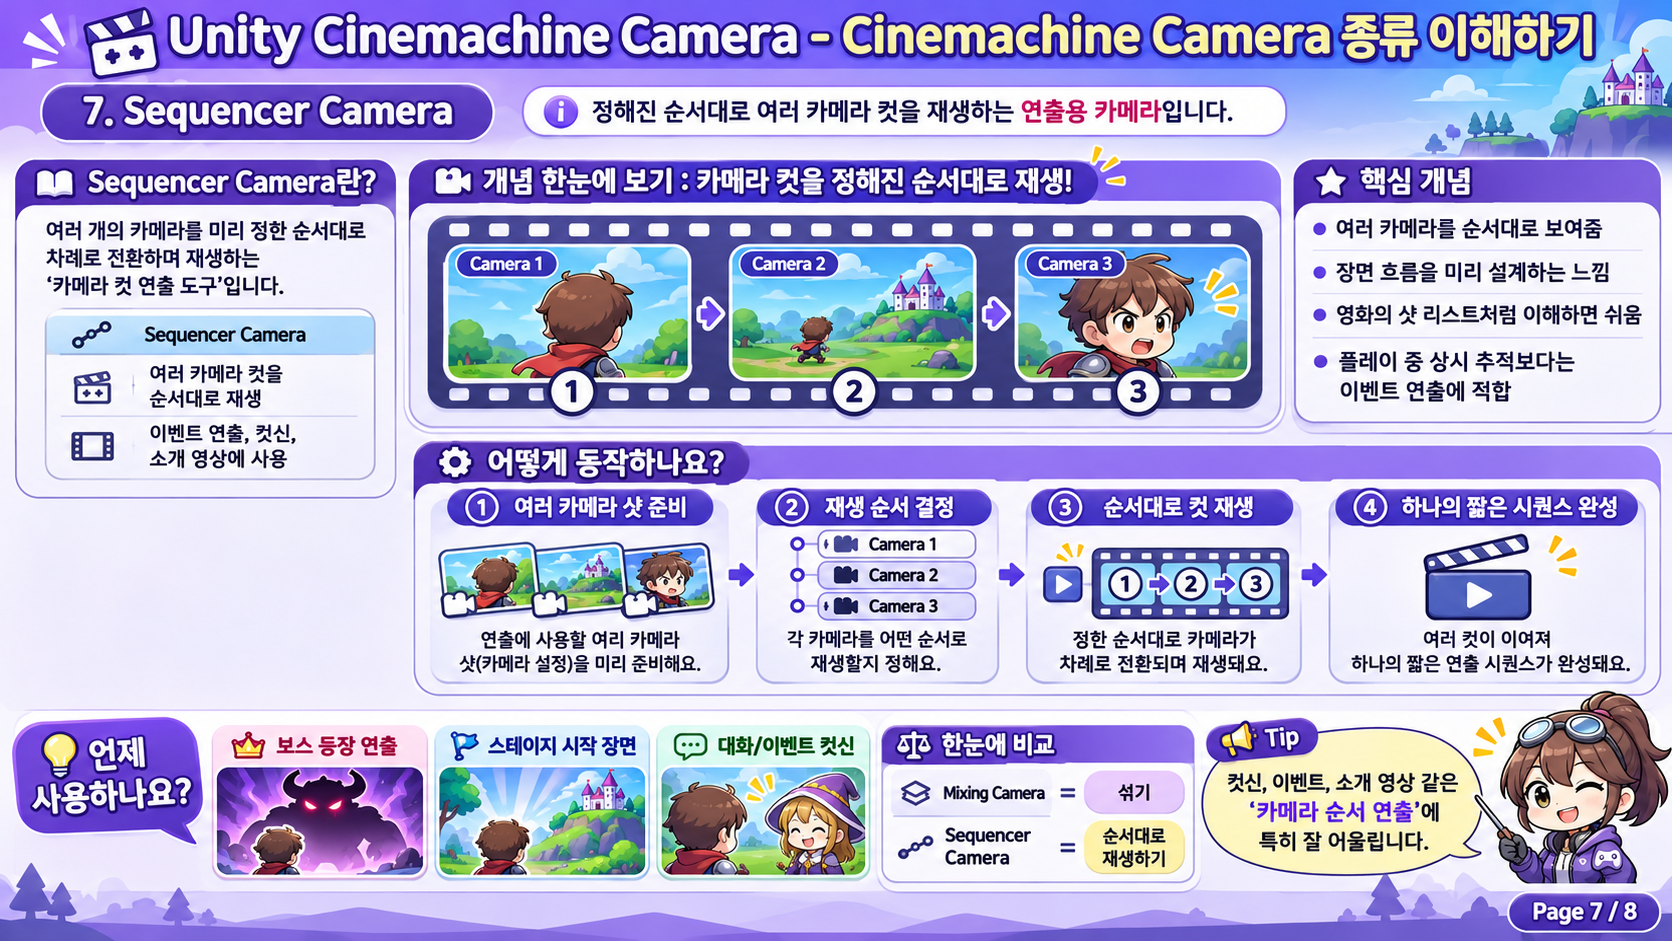 Unity Cinemachine Camera - Cinemachine Camera 종류 이해하기
7. Sequencer Camera
i
정해진 순서대로 여러 카메라 컷을 재생하는 연출용 카메라입니다.
Sequencer Camera란?
여러 개의 카메라를 미리 정한 순서대로
차례로 전환하며 재생하는
‘카메라 컷 연출 도구’입니다.
Sequencer Camera
여러 카메라 컷을
순서대로 재생
이벤트 연출, 컷신,
소개 영상에 사용
개념 한눈에 보기 : 카메라 컷을 정해진 순서대로 재생!
Camera 1
1
Camera 2
2
Camera 3
3
핵심 개념
여러 카메라를 순서대로 보여줌
장면 흐름을 미리 설계하는 느낌
영화의 샷 리스트처럼 이해하면 쉬움
플레이 중 상시 추적보다는
이벤트 연출에 적합
어떻게 동작하나요?
1 여러 카메라 샷 준비
연출에 사용할 여리 카메라
샷(카메라 설정)을 미리 준비해요.
2 재생 순서 결정
Camera 1
Camera 2
Camera 3
각 카메라를 어떤 순서로
재생할지 정해요.
3 순서대로 컷 재생
1 2 3
정한 순서대로 카메라가
차례로 전환되며 재생돼요.
4 하나의 짧은 시퀀스 완성
여러 컷이 이여져
하나의 짧은 연출 시퀀스가 완성돼요.
언제
사용하나요?
보스 등장 연출
스테이지 시작 장면
대화/이벤트 컷신
한눈에 비교
Mixing Camera = 섞기
Sequencer
Camera
=
순서대로
재생하기
Tip
컷신, 이벤트, 소개 영상 같은
‘카메라 순서 연출’에
특히 잘 어울립니다.
Page 7 / 8